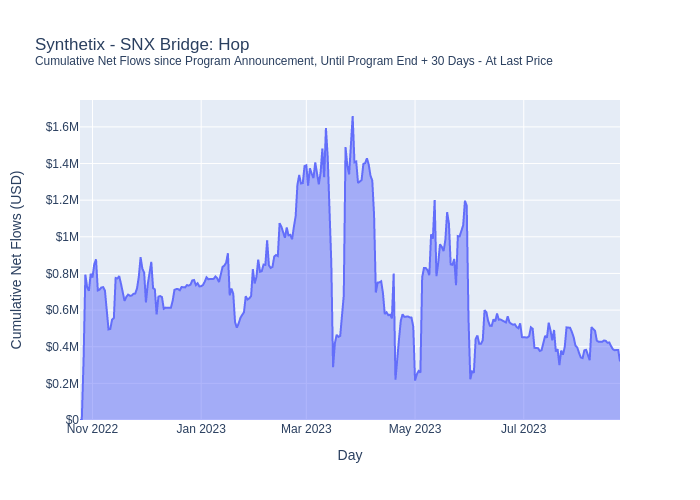 Synthetix - SNX Bridge: Hop
Cumulative Net Flows since Program Announcement, Until Program End + 30 Days - At Last Price
Cumulative Net Flows (USD)
$1.6M
$1.4M
$1.2M
$1M
$0.8M
$0.6M
$0.4M
$0.2M
$0
Nov 2022
Jan 2023
Mar 2023
May 2023
Jul 2023
Day